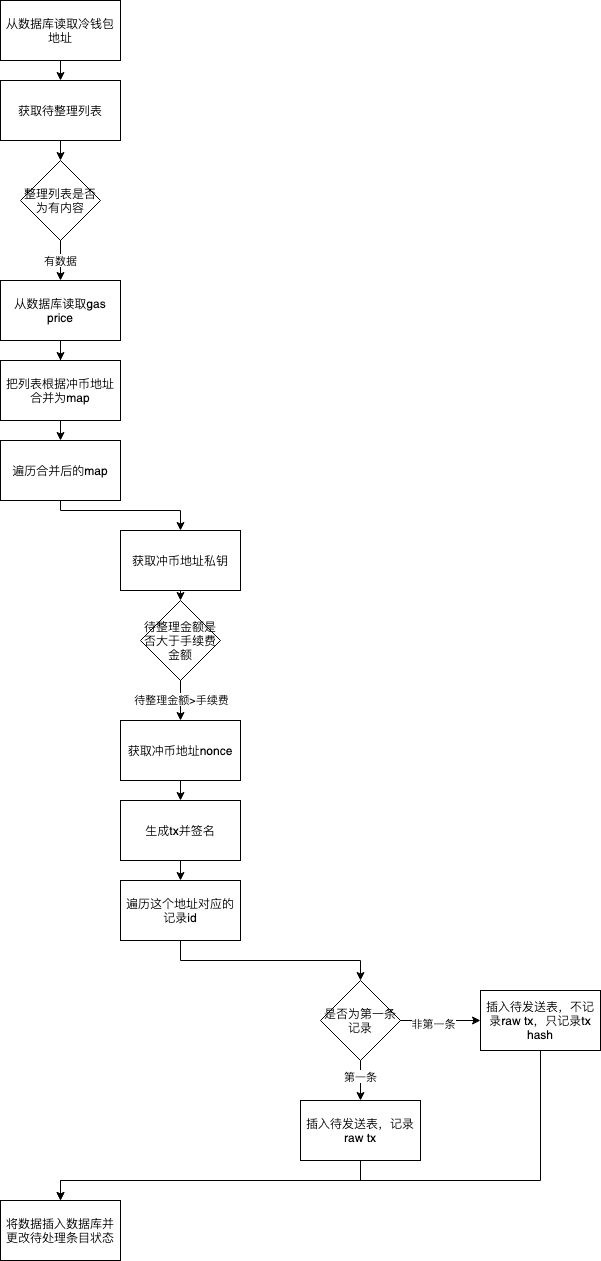 从数据库读取冷钱包
地址
获取待整理列表
整理列表是否
为有内容
有数据
从数据库读取gas
price
把列表根据冲币地址
合并为map
遍历合并后的map
获取冲币地址私钥
待整理金额是
否大于手续费
金额
待整理金额>手续费
获取冲币地址nonce
生成tx并签名
遍历这个地址对应的
记录id
是否为第一条
记录
非第一条
插入待发送表，不记
录raw tx，只记录tx
hash
第一条
插入待发送表，记录
raw tx
将数据插入数据库并
更改待处理条目状态